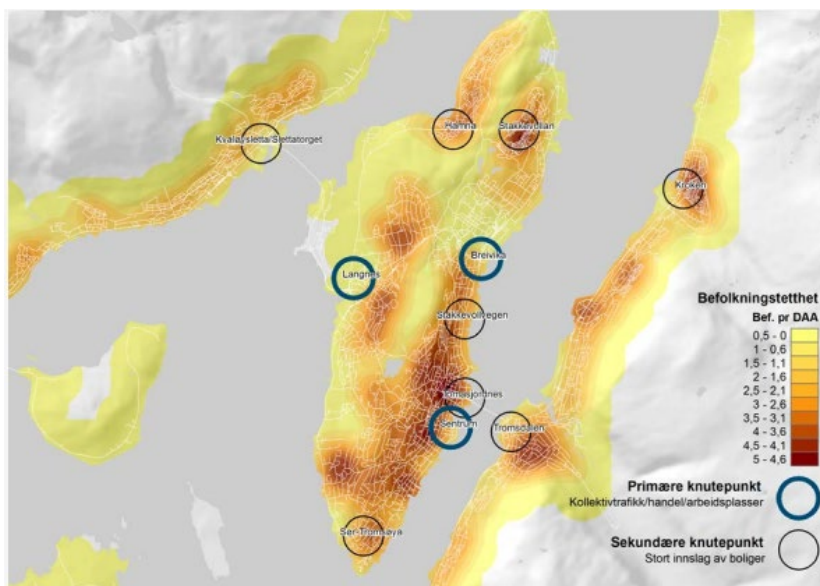 Hamna
Stakkevollan
Kvaløysletta/Slettatorget
Kroken
Breivika
Langnes
Stakkevollvegen
Tomasjordnes
Sentrum
Tromsdalen
Sør-Tromsøya
Befolkningstetthet
Bef. pr DAA
0,5 - 0
1 - 0,6
1,5 - 1,1
2 - 1,6
2,5 - 2,1
3 - 2,6
3,5 - 3,1
4 - 3,6
4,5 - 4,1
5 - 4,6
Primære knutepunkt
Kollektivtrafikk/handel/arbeidsplasser
Sekundære knutepunkt
Stort innslag av boliger